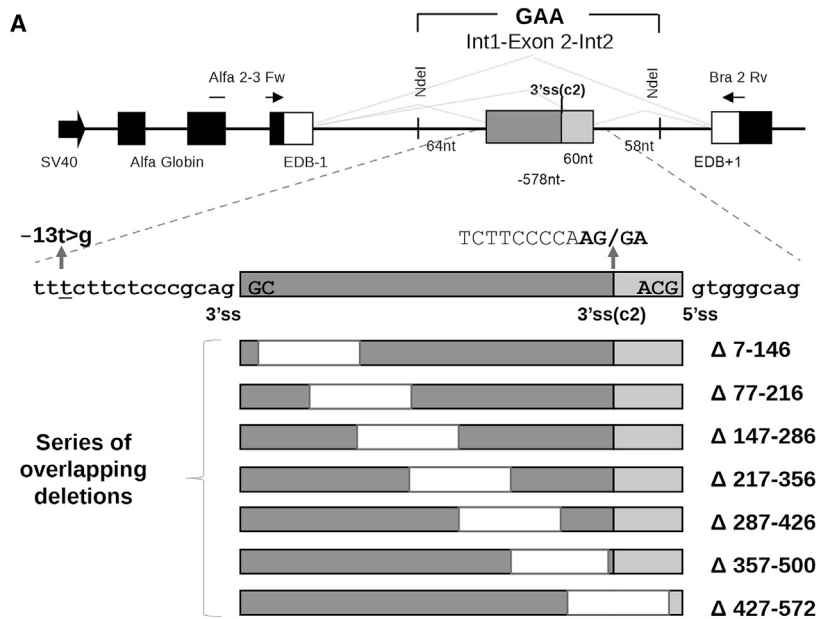 A
GAA
Int1-Exon 2-Int2
Alfa 2-3 Fw
NdeI
3'ss(c2)
NdeI
Bra 2 Rv
SV40
Alfa Globin
EDB-1
64nt
60nt
58nt
EDB+1
-578nt-
–13t>g
TCTTCCCCAAG/GA
tttcttctcccgcag
GC
ACG
gtgggcag
3'ss
3'ss(c2)
5'ss
Δ 7-146
Δ 77-216
Δ 147-286
Δ 217-356
Δ 287-426
Δ 357-500
Δ 427-572
Series of
overlapping
deletions